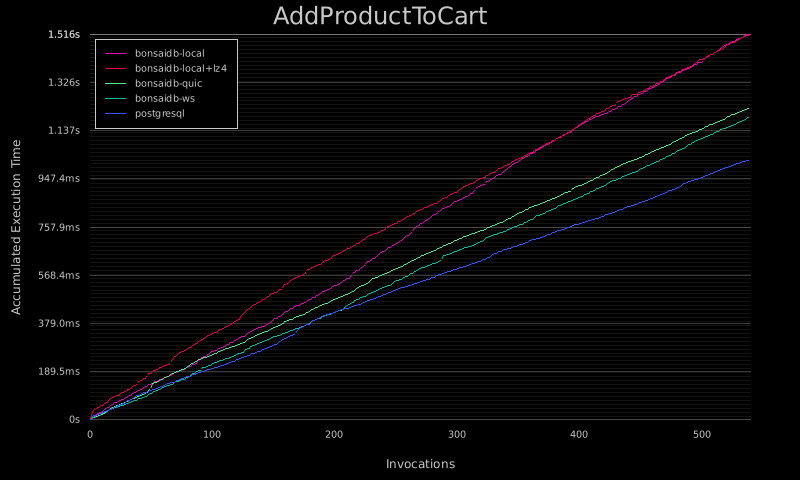 AddProductToCart
1.516s
1.326s
1.137s
947.4ms
757.9ms
568.4ms
379.0ms
189.5ms
0s
bonsaidb-local
bonsaidb-local+lz4
bonsaidb-quic
bonsaidb-ws
postgresql
Accumulated Execution Time
0
100
200
300
400
500
Invocations